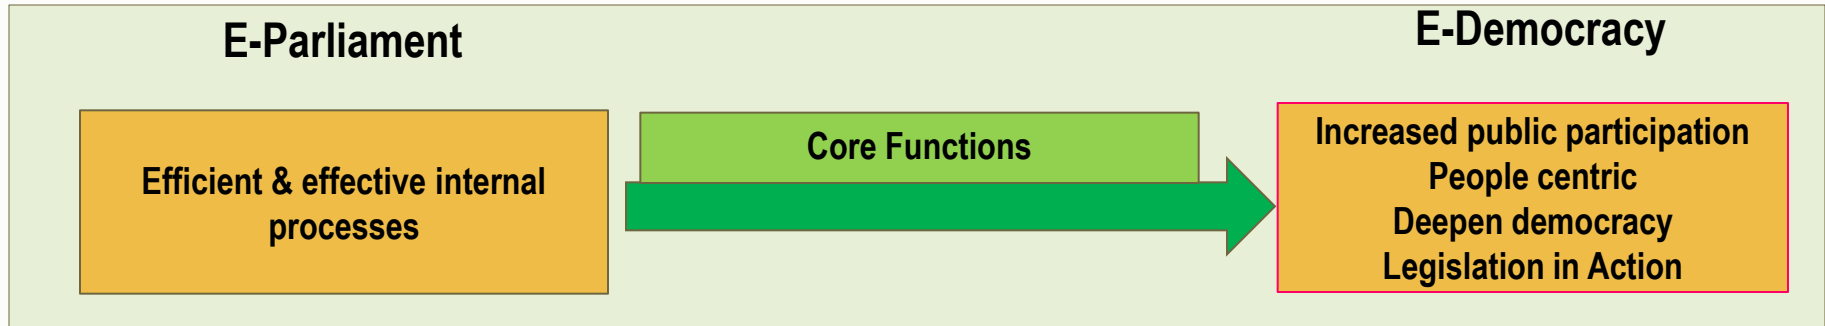 E-Parliament
E-Democracy
Efficient & effective internal
processes
Core Functions
Increased public participation
People centric
Deepen democracy
Legislation in Action